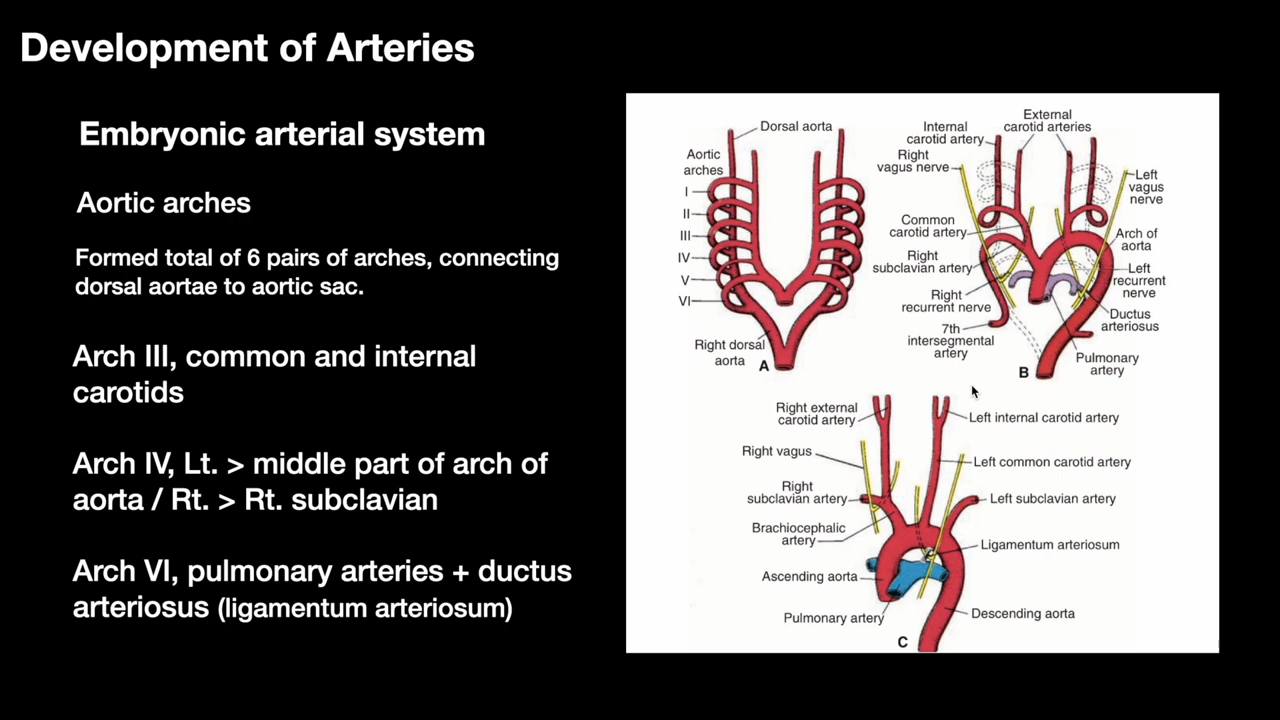 Development of Arteries
Embryonic arterial system
Aortic arches
Formed total of 6 pairs of arches, connecting
dorsal aortae to aortic sac.
Arch III, common and internal
carotids
Arch IV, Lt. > middle part of arch of
aorta / Rt. > Rt. subclavian
Arch VI, pulmonary arteries + ductus
arteriosus (ligamentum arteriosum)
Dorsal aorta
Aortic
arches
I
II
III
IV
V
VI
Right dorsal
aorta
A
External
carotid arteries
Internal
carotid artery
Right
vagus nerve
Left
vagus
nerve
Common
carotid artery
Arch of
aorta
Right
subclavian artery
Left
recurrent
nerve
Right
recurrent nerve
Ductus
arteriosus
7th
intersegmental
artery
Pulmonary
artery
B
Right external
carotid artery
Left internal carotid artery
Right vagus
Left common carotid artery
Right
subclavian artery
Left subclavian artery
Brachiocephalic
artery
Ligamentum arteriosum
Ascending aorta
Pulmonary artery
Descending aorta
C